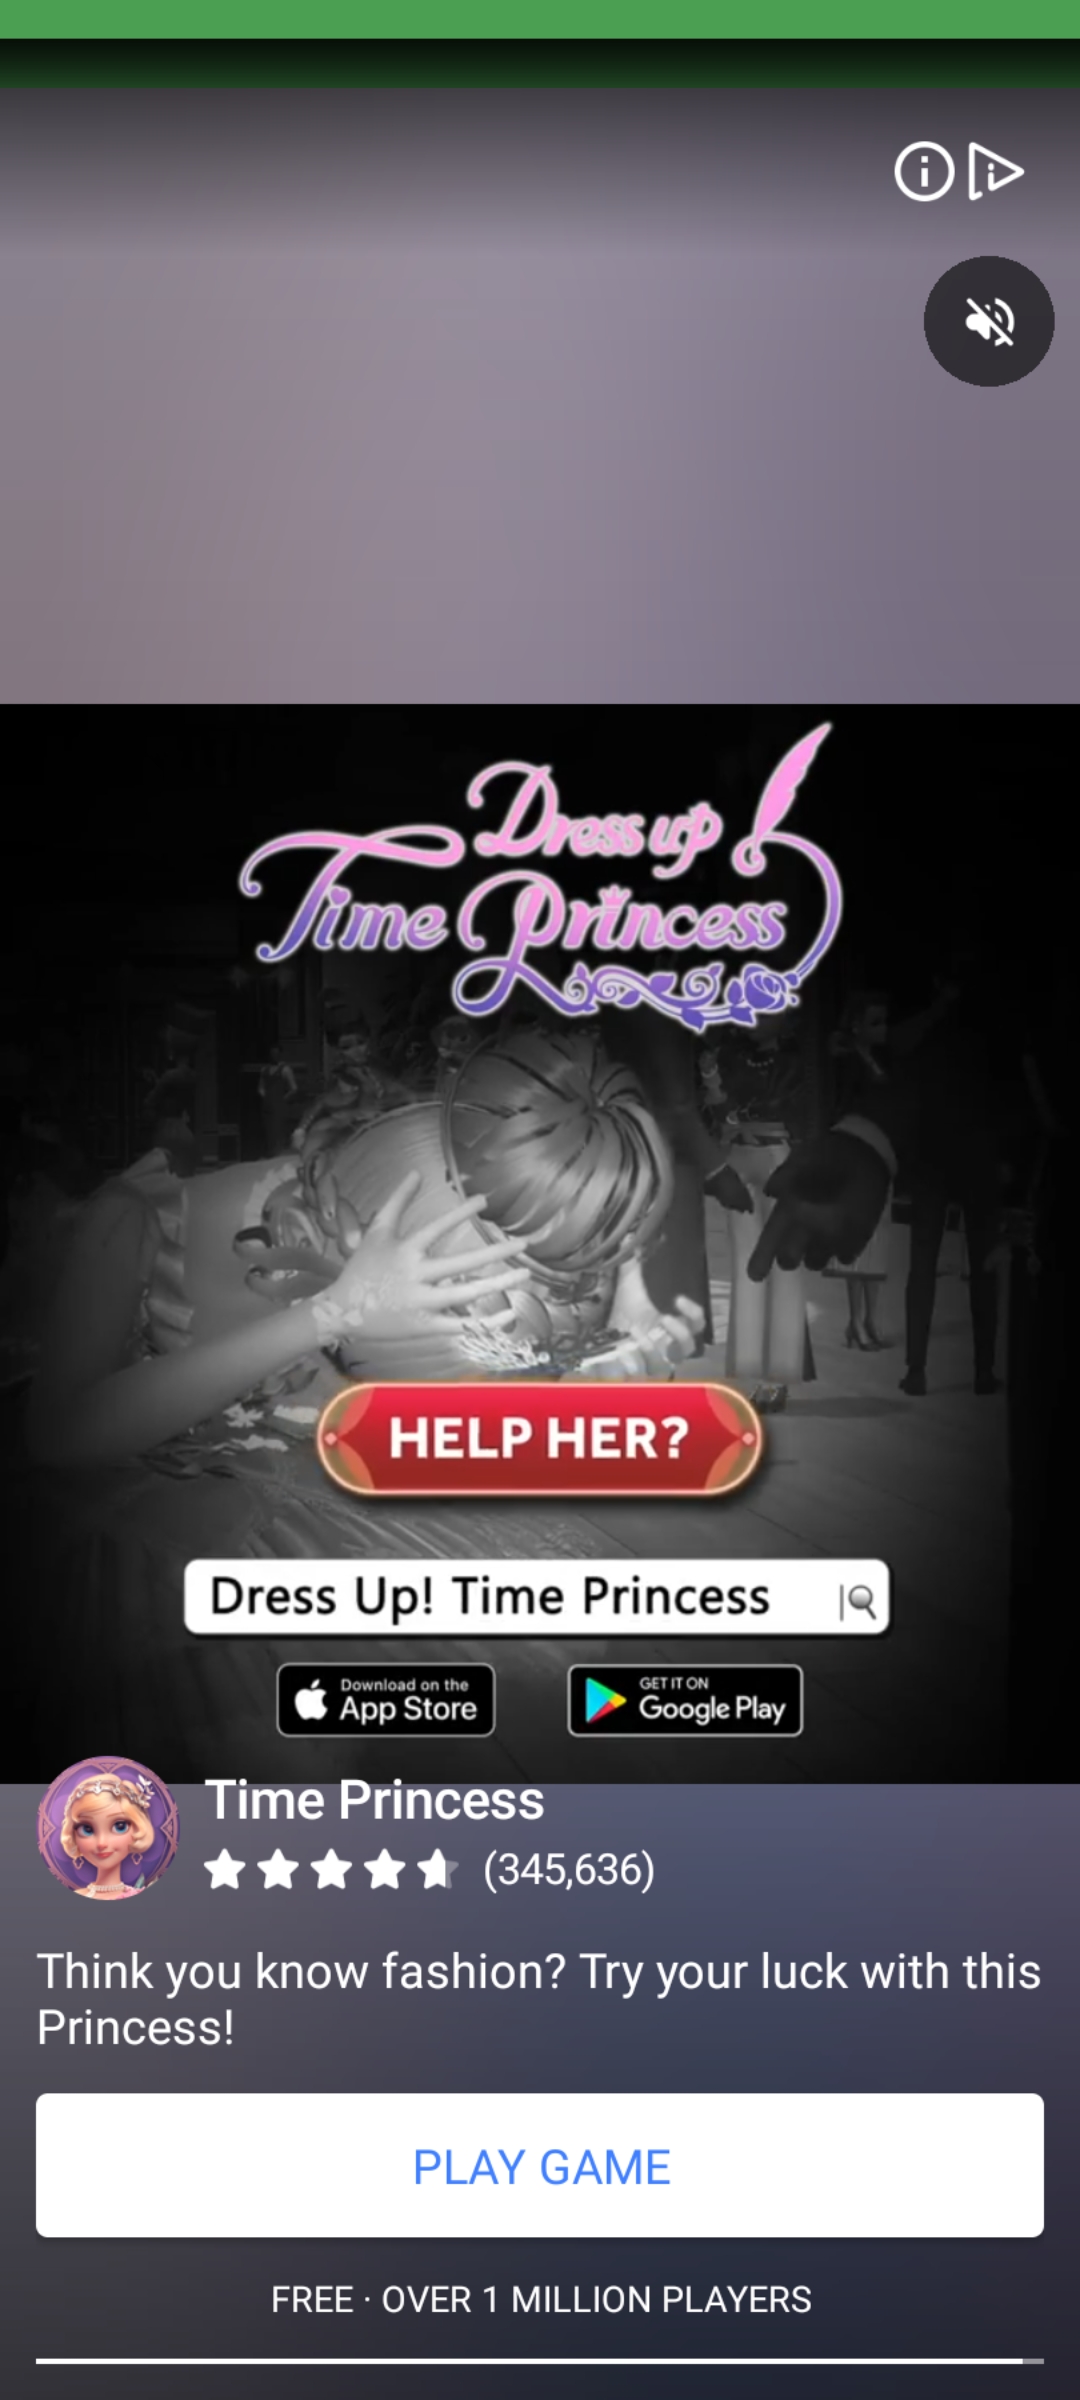 Dress up
Time Princess
HELP HER?
Dress Up! Time Princess
Download on the
App Store
GET IT ON
Google Play
Time Princess
(345,636)
Think you know fashion? Try your luck with this
Princess!
PLAY GAME
FREE · OVER 1 MILLION PLAYERS